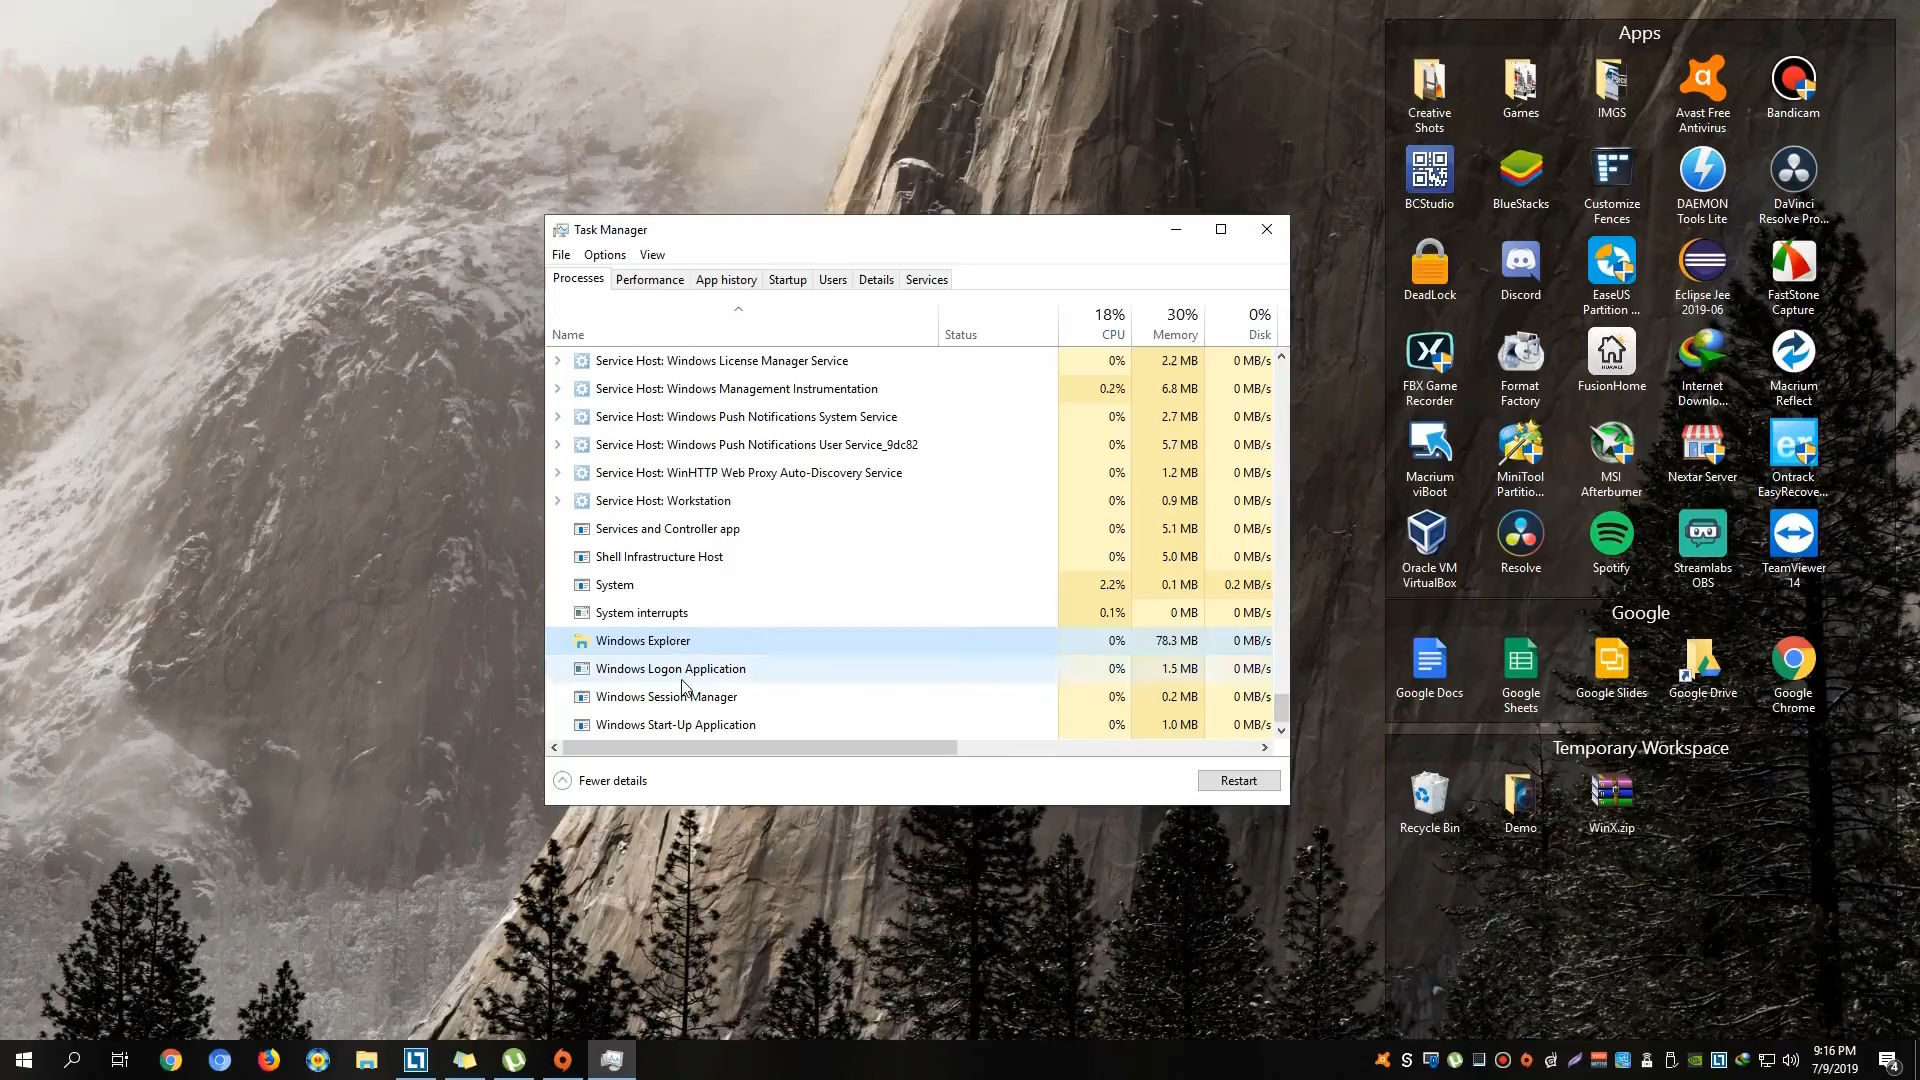 Task Manager
File Options View
Processes Performance App history Startup Users Details Services
18% 30% 0%
Name Status CPU Memory Disk
Service Host: Windows License Manager Service 0% 2.2 MB 0 MB/s
Service Host: Windows Management Instrumentation 0.2% 6.8 MB 0 MB/s
Service Host: Windows Push Notifications System Service 0% 2.7 MB 0 MB/s
Service Host: Windows Push Notifications User Service_9dc82 0% 5.7 MB 0 MB/s
Service Host: WinHTTP Web Proxy Auto-Discovery Service 0% 1.2 MB 0 MB/s
Service Host: Workstation 0% 0.9 MB 0 MB/s
Services and Controller app 0% 5.1 MB 0 MB/s
Shell Infrastructure Host 0% 5.0 MB 0 MB/s
System 2.2% 0.1 MB 0.2 MB/s
System interrupts 0.1% 0 MB 0 MB/s
Windows Explorer 0% 78.3 MB 0 MB/s
Windows Logon Application 0% 1.5 MB 0 MB/s
Windows Session Manager 0% 0.2 MB 0 MB/s
Windows Start-Up Application 0% 1.0 MB 0 MB/s
Fewer details Restart
Apps
Creative Games IMGS Avast Free Bandicam
Shots Antivirus
BCStudio BlueStacks Customize DAEMON DaVinci
Fences Tools Lite Resolve Pro...
DeadLock Discord EaseUS Eclipse Jee FastStone
Partition ... 2019-06 Capture
FBX Game Format FusionHome Internet Macrium
Recorder Factory Downlo... Reflect
Macrium MiniTool MSI Nextar Server Ontrack
viBoot Partitio... Afterburner EasyRecove...
Oracle VM Resolve Spotify Streamlabs TeamViewer
VirtualBox OBS 14
Google
Google Docs Google Google Slides Google Drive Google
Sheets Chrome
Temporary Workspace
Recycle Bin Demo WinX.zip
9:16 PM
7/9/2019
4